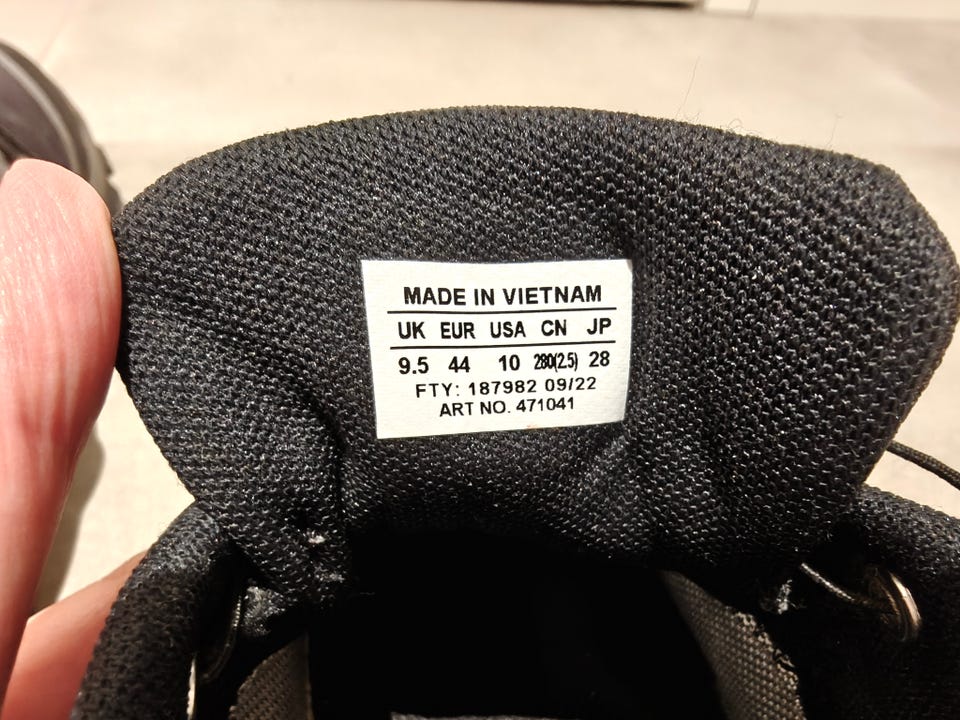 MADE IN VIETNAM
UK EUR USA CN JP
9.5 44 10 280(2.5) 28
FTY: 187982 09/22
ART NO. 471041